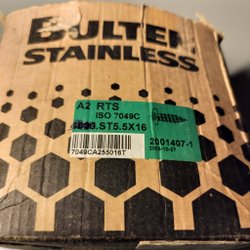 BULTEN
STAINLESS
A2 RTS
ISO 7049C
ST5.5X16
2001407-1
7049CA255016T